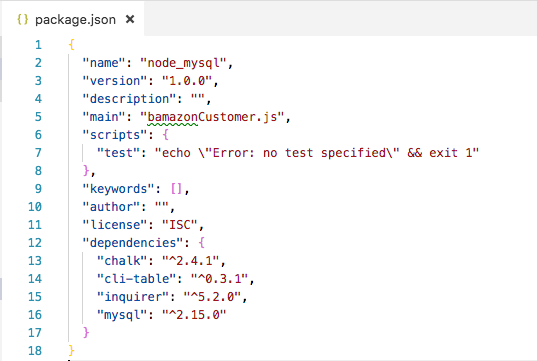 {} package.json ×
1 {
2 "name": "node_mysql",
3 "version": "1.0.0",
4 "description": "",
5 "main": "bamazonCustomer.js",
6 "scripts": {
7 "test": "echo \"Error: no test specified\" && exit 1"
8 },
9 "keywords": [],
10 "author": "",
11 "license": "ISC",
12 "dependencies": {
13 "chalk": "^2.4.1",
14 "cli-table": "^0.3.1",
15 "inquirer": "^5.2.0",
16 "mysql": "^2.15.0"
17 }
18 }